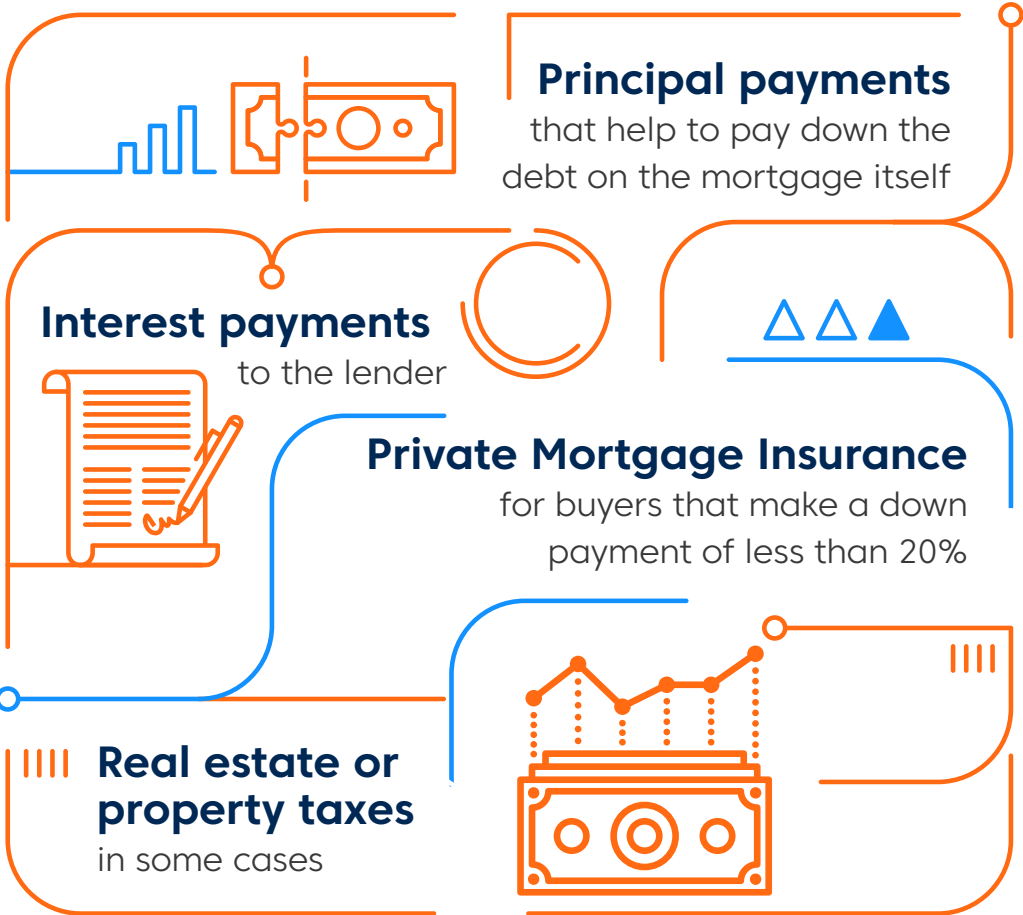 Principal payments
that help to pay down the
debt on the mortgage itself
Interest payments
to the lender
Private Mortgage Insurance
for buyers that make a down
payment of less than 20%
Real estate or
property taxes
in some cases